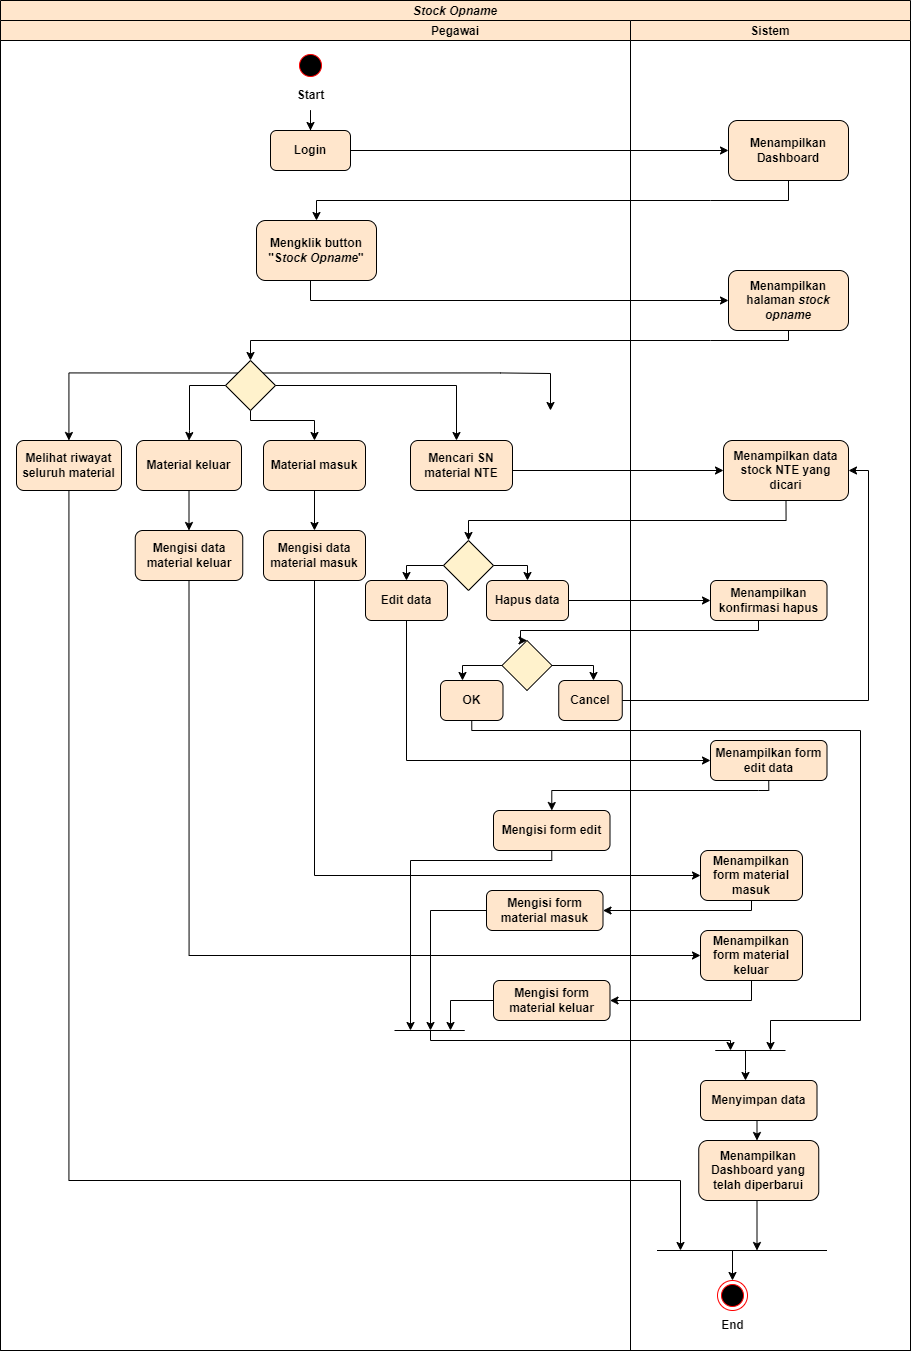 Stock Opname
Pegawai
Sistem
Start
Login
Menampilkan
Dashboard
Mengklik button
"Stock Opname"
Menampilkan
halaman stock
opname
Melihat riwayat
seluruh material
Material keluar
Material masuk
Mencari SN
material NTE
Menampilkan data
stock NTE yang
dicari
Mengisi data
material keluar
Mengisi data
material masuk
Edit data
Hapus data
Menampilkan
konfirmasi hapus
OK
Cancel
Menampilkan form
edit data
Mengisi form edit
Menampilkan
form material
masuk
Mengisi form
material masuk
Menampilkan
form material
keluar
Mengisi form
material keluar
Menyimpan data
Menampilkan
Dashboard yang
telah diperbarui
End